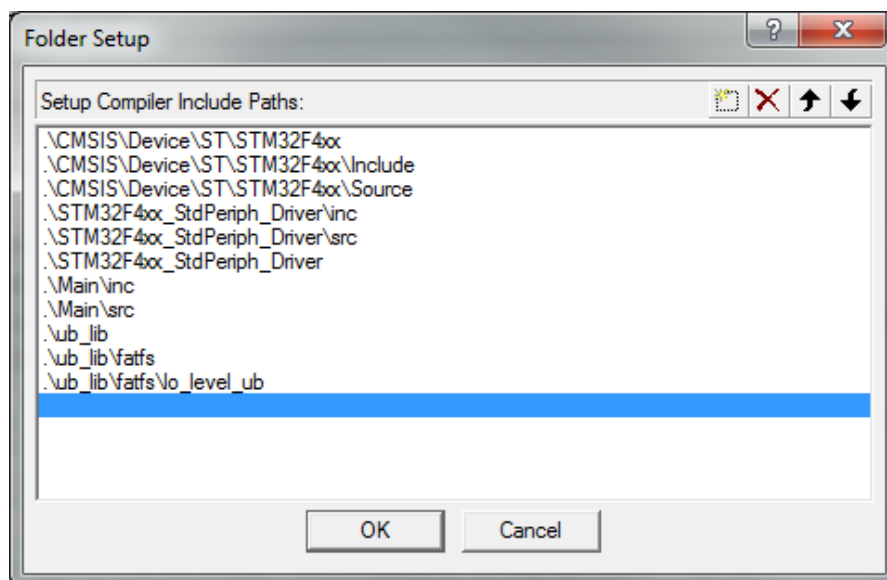 Folder Setup
Setup Compiler Include Paths:
.\CMSIS\Device\ST\STM32F4xx
.\CMSIS\Device\ST\STM32F4xx\Include
.\CMSIS\Device\ST\STM32F4xx\Source
.\STM32F4xx_StdPeriph_Driver\inc
.\STM32F4xx_StdPeriph_Driver\src
.\STM32F4xx_StdPeriph_Driver
.\Main\inc
.\Main\src
.\ub_lib
.\ub_lib\fatfs
.\ub_lib\fatfs\lo_level_ub
OK Cancel